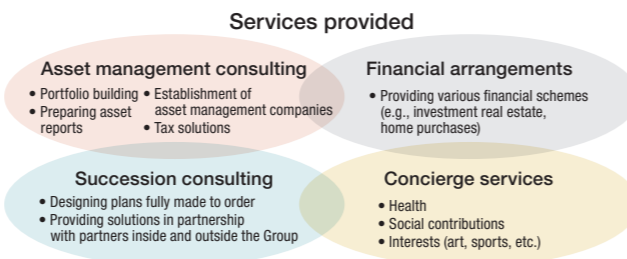 Services provided
Asset management consulting
• Portfolio building
• Preparing asset
reports
• Establishment of
asset management companies
• Tax solutions
Financial arrangements
• Providing various financial schemes
(e.g., investment real estate,
home purchases)
Succession consulting
• Designing plans fully made to order
• Providing solutions in partnership
with partners inside and outside the Group
Concierge services
• Health
• Social contributions
• Interests (art, sports, etc.)